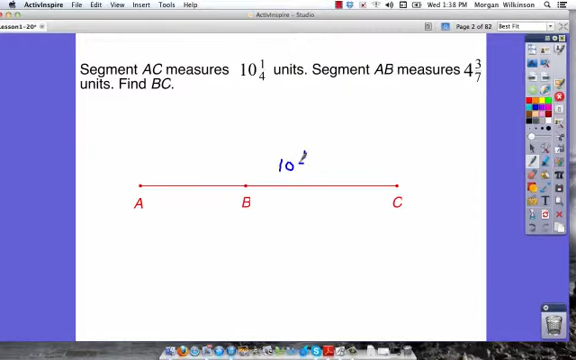 ActivInspire File Edit View Insert Tools Help Wed 1:38 PM Morgan Wilkinson
ActivInspire - Studio
Lesson1-20* Page 2 of 82 Best Fit
Segment AC measures 10 1/4 units. Segment AB measures 4 3/7
units. Find BC.
10
A B C